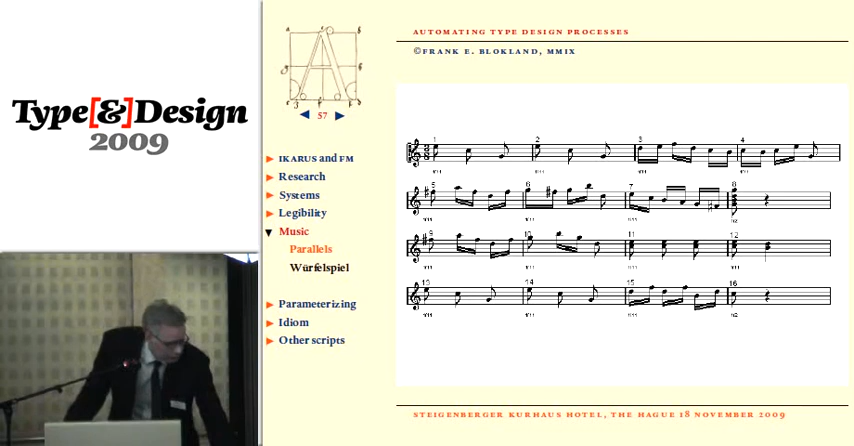 Type[&]Design
2009
57
IKARUS and FM
Research
Systems
Legibility
Music
Parallels
Würfelspiel
Parameterizing
Idiom
Other scripts
AUTOMATING TYPE DESIGN PROCESSES
©FRANK E. BLOKLAND, MMIX
1 2 3 4
5 6 7 8
9 10 11 12
13 14 15 16
STEIGENBERGER KURHAUS HOTEL, THE HAGUE 18 NOVEMBER 2009